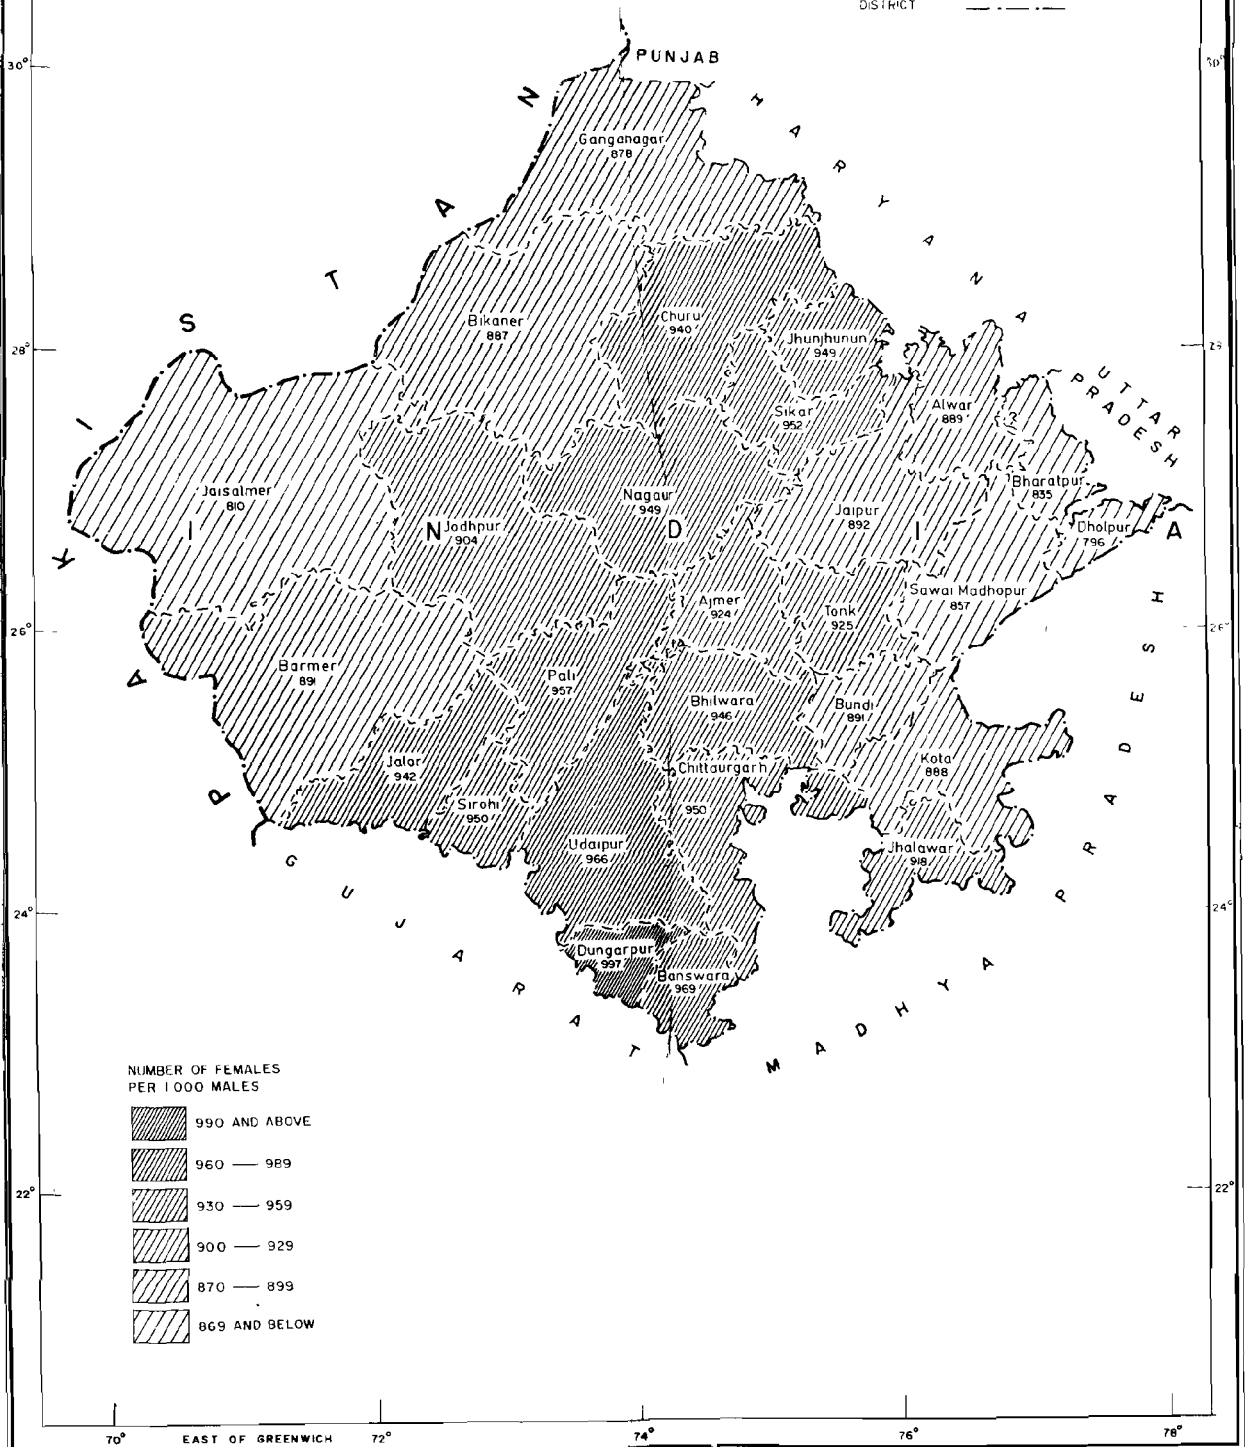 DISTRICT
30°
PUNJAB
30°
HARYANA
Ganganagar
878
PAKISTAN
Bikaner
887
Churu
940
Jhunjhunun
949
28°
Sikar
952
Alwar
889
UTTAR
PRADESH
Jaisalmer
810
Jodhpur
904
Nagaur
949
Jaipur
892
Bharatpur
835
Dholpur
796
INDIA
Ajmer
924
Tonk
925
Sawai Madhopur
857
26°
26°
Barmer
891
Pali
957
Bhilwara
946
Bundi
891
Kota
888
Jalor
942
Sirohi
950
Chittaurgarh
950
Udaipur
966
Jhalawar
918
24°
24°
Dungarpur
997
Banswara
969
GUJARAT
MADHYA PRADESH
NUMBER OF FEMALES
PER 1000 MALES
990 AND ABOVE
960 — 989
930 — 959
900 — 929
870 — 899
869 AND BELOW
22°
22°
70°
EAST OF GREENWICH
72°
74°
76°
78°